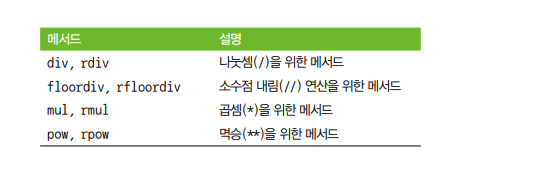 메서드 설명
div, rdiv 나눗셈(/)을 위한 메서드
floordiv, rfloordiv 소수점 내림(//) 연산을 위한 메서드
mul, rmul 곱셈(*)을 위한 메서드
pow, rpow 멱승(**)을 위한 메서드